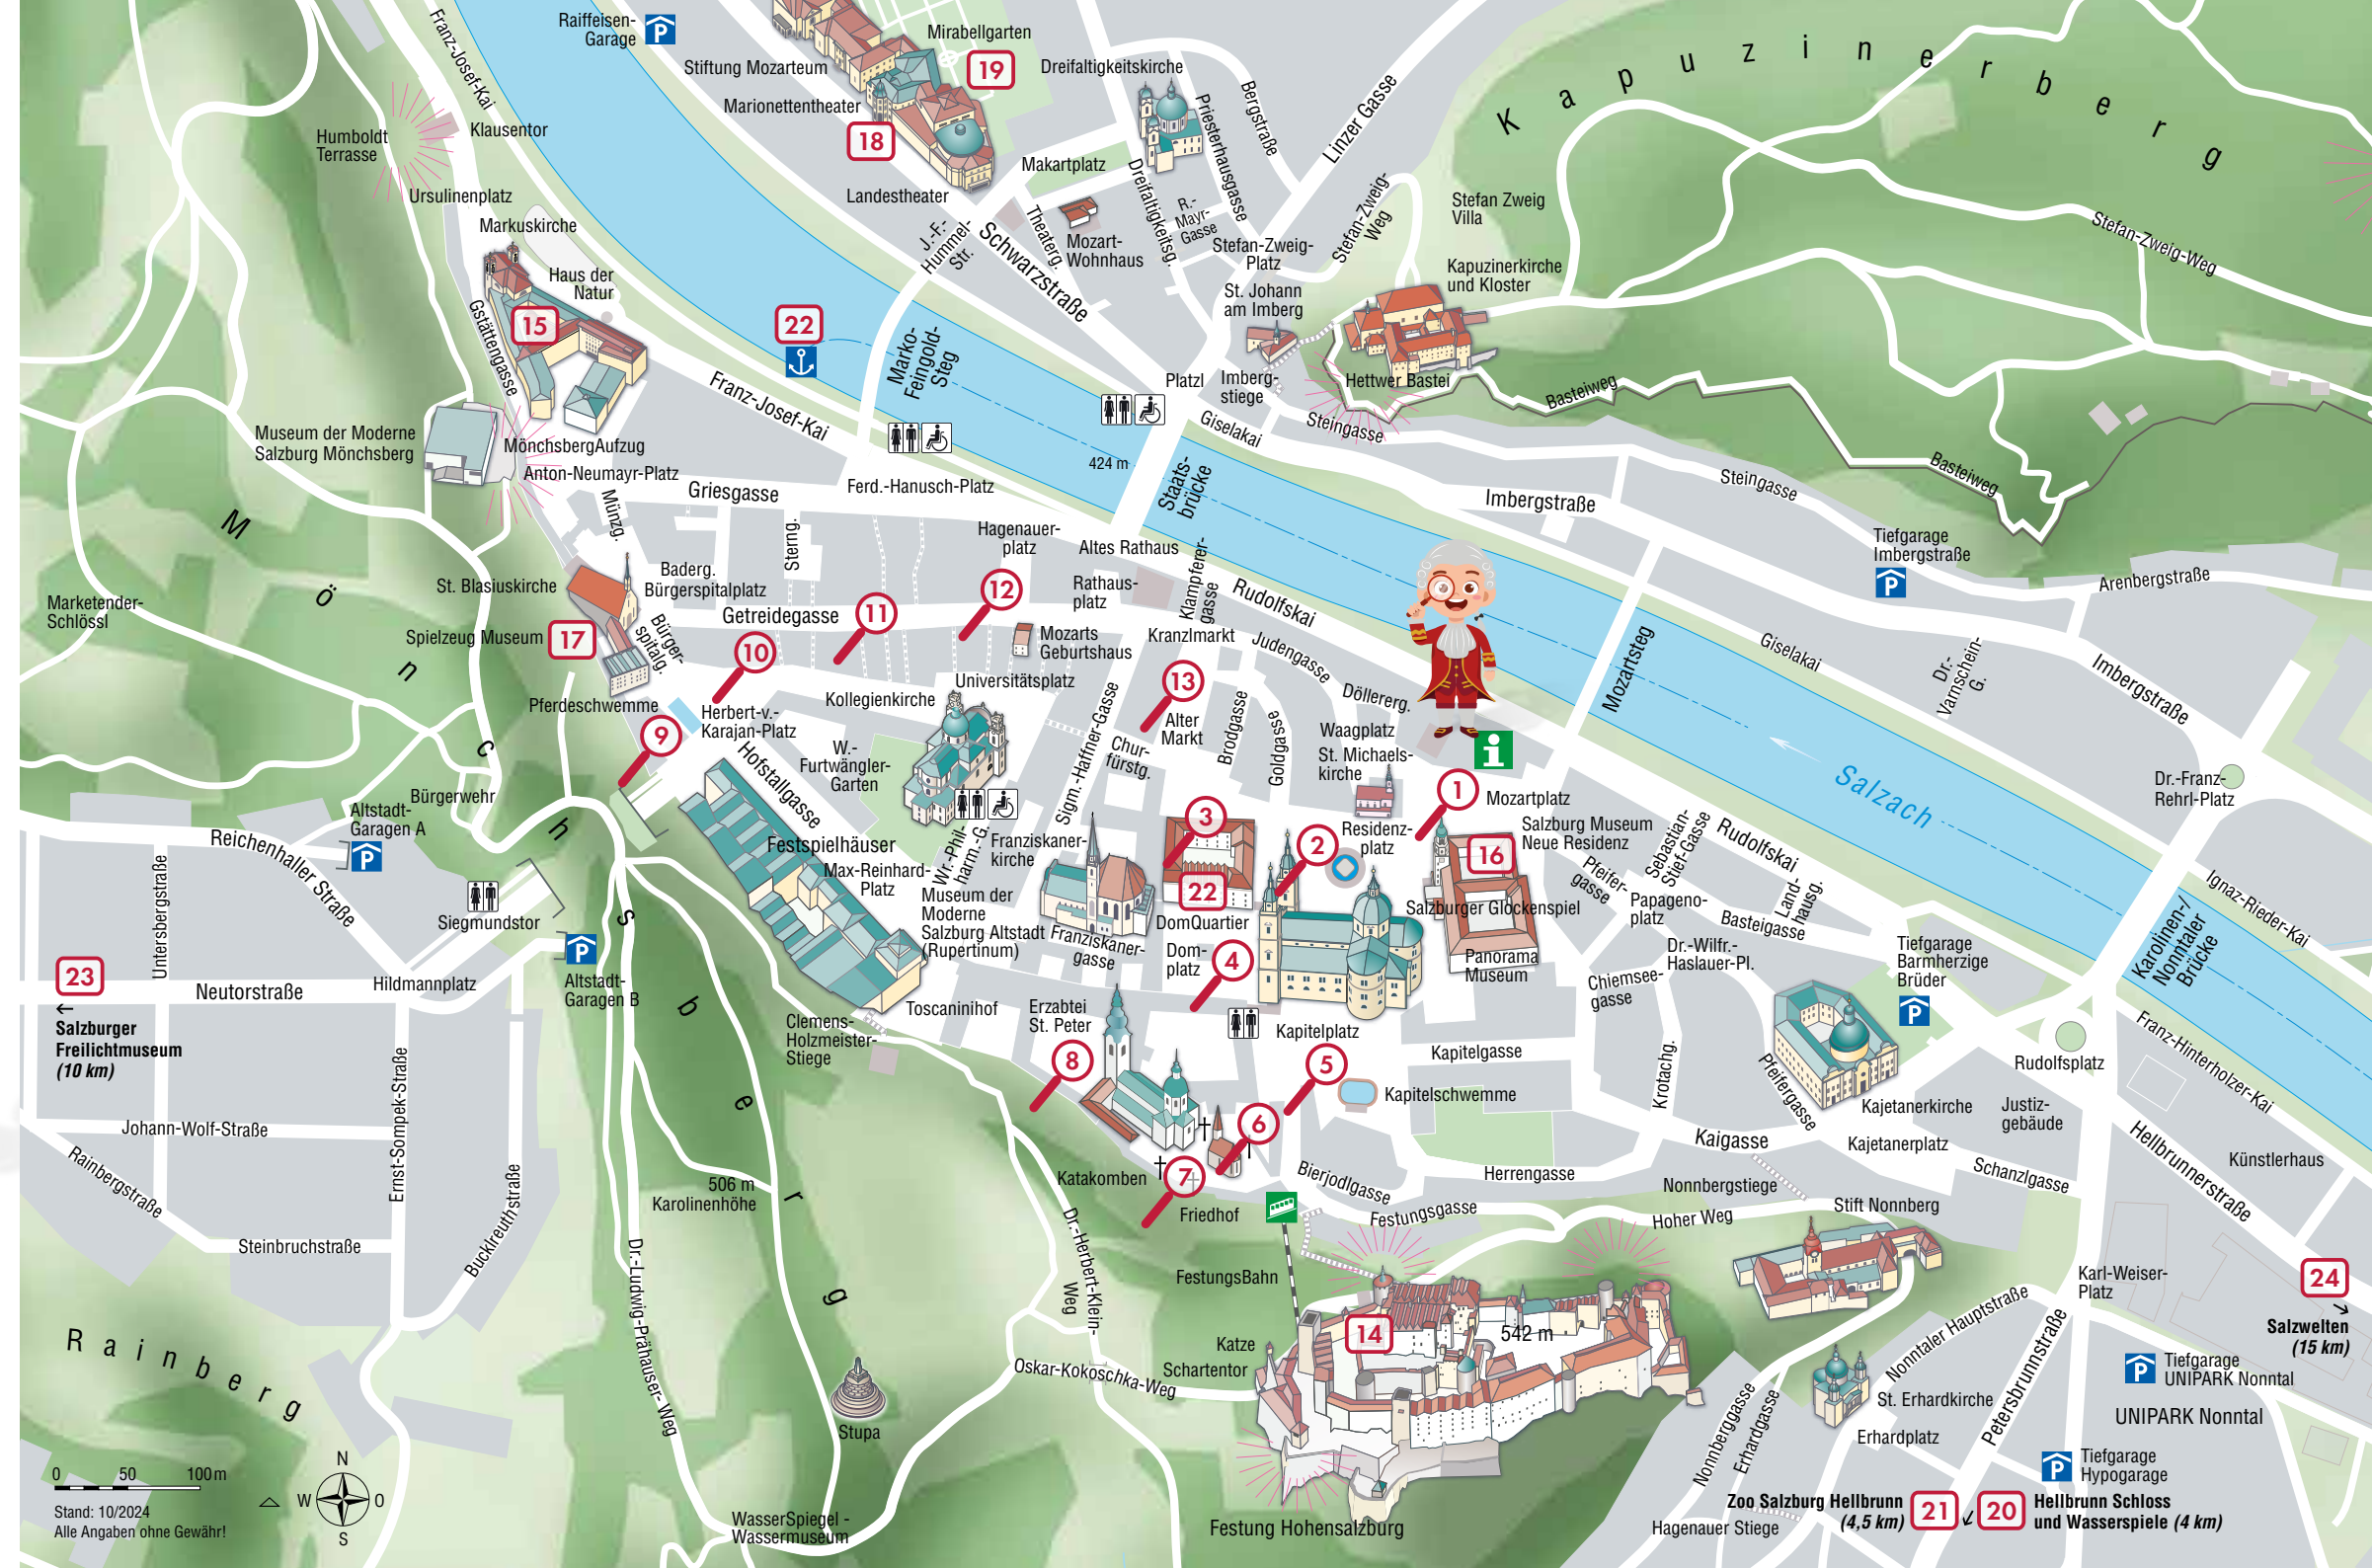 Raiffeisen-
Garage
P
Franz-Josef-Kai
Mirabellgarten
19
Stiftung Mozarteum
Dreifaltigkeitskirche
Marionettentheater
18
Landestheater
Makartplatz
Bergstraße
Priesterhausgasse
Linzer Gasse
Kapuzinerberg
Humboldt
Terrasse
Klausentor
Ursulinenplatz
Markuskirche
Haus der
Natur
15
Gstättengasse
J.-F.-
Hummel-
Str.
Schwarzstraße
Theaterg.
Mozart-
Wohnhaus
Dreifaltigkeitsg.
R.-
Mayr-
Gasse
Stefan-Zweig-
Platz
Stefan-Zweig-
Weg
Stefan Zweig
Villa
Kapuzinerkirche
und Kloster
Stefan-Zweig-Weg
St. Johann
am Imberg
22
Marko-
Feingold-
Steg
Platzl
Imberg-
stiege
Hettwer Bastei
Basteiweg
Giselakai
Steingasse
Franz-Josef-Kai
Museum der Moderne
Salzburg Mönchsberg
MönchsbergAufzug
Anton-Neumayr-Platz
424 m
Staats-
brücke
Griesgasse
Ferd.-Hanusch-Platz
Imbergstraße
Steingasse
Basteiweg
Münzg.
Sterng.
Hagenauer-
platz
Altes Rathaus
Klampferer-
gasse
Tiefgarage
Imbergstraße
P
Arenbergstraße
Mönchsberg
St. Blasiuskirche
Baderg.
Bürgerspitalplatz
Getreidegasse
11
12
Rathaus-
platz
Rudolfskai
Marketender-
Schlössl
Spielzeug Museum
17
Bürger-
spitalg.
10
Mozarts
Geburtshaus
Kranzlmarkt
Judengasse
Giselakai
Dr.-
Varnschein-
G.
Imbergstraße
Mozartsteg
Pferdeschwemme
Herbert-v.-
Karajan-Platz
9
Kollegienkirche
Universitätsplatz
13
Alter
Markt
Döllererg.
Waagplatz
St. Michaels-
kirche
i
Hofstallgasse
W.-
Furtwängler-
Garten
Sigm.-Haffner-Gasse
Chur-
fürstg.
Brodgasse
Goldgasse
1
Mozartplatz
Salzach
Dr.-Franz-
Rehrl-Platz
Bürgerwehr
Altstadt-
Garagen A
P
Reichenhaller Straße
Untersbergstraße
Festspielhäuser
Max-Reinhard-
Platz
Wr.-Phil-
harm.-G.
Franziskaner-
kirche
3
2
Residenz-
platz
Salzburg Museum
Neue Residenz
16
Sebastian-
Stief-Gasse
Rudolfskai
Pfeifer-
gasse
Papageno-
platz
Land-
hausg.
Basteigasse
Ignaz-Rieder-Kai
Siegmundstor
Museum der
Moderne
Salzburg Altstadt
(Rupertinum)
22
DomQuartier
Salzburger Glockenspiel
Franziskaner-
gasse
Dom-
platz
4
Panorama
Museum
Dr.-Wilfr.-
Haslauer-Pl.
Chiemsee-
gasse
Tiefgarage
Barmherzige
Brüder
P
Karolinen-/
Nonntaler
Brücke
23
←
Salzburger
Freilichtmuseum
(10 km)
Neutorstraße
Hildmannplatz
P
Altstadt-
Garagen B
Toscaninihof
Clemens-
Holzmeister-
Stiege
Erzabtei
St. Peter
8
Kapitelplatz
5
Kapitelgasse
Kapitelschwemme
Krotachg.
Pfeifergasse
Kajetanerkirche
Rudolfsplatz
Justiz-
gebäude
Franz-Hinterholzer-Kai
Johann-Wolf-Straße
Rainbergstraße
Ernst-Sompek-Straße
Bucklreuthstraße
Steinbruchstraße
506 m
Karolinenhöhe
6
7
Katakomben
Friedhof
Bierjodlgasse
Herrengasse
Kaigasse
Kajetanerplatz
Festungsgasse
Nonnbergstiege
Hoher Weg
Stift Nonnberg
Schanzlgasse
Hellbrunnerstraße
Künstlerhaus
Dr.-Ludwig-Prähauser-Weg
Dr.-Herbert-Klein-
Weg
FestungsBahn
Katze
Schartentor
14
542 m
Karl-Weiser-
Platz
24
Salzwelten
(15 km)
Oskar-Kokoschka-Weg
Stupa
Rainberg
Nonntaler Hauptstraße
Petersbrunnstraße
P
Tiefgarage
UNIPARK Nonntal
UNIPARK Nonntal
St. Erhardkirche
Erhardplatz
Nonnberggasse
Erhardgasse
P
Tiefgarage
Hypogarage
Hagenauer Stiege
Festung Hohensalzburg
WasserSpiegel -
Wassermuseum
Zoo Salzburg Hellbrunn
(4,5 km)
21
20
Hellbrunn Schloss
und Wasserspiele (4 km)
0 50 100 m
Stand: 10/2024
Alle Angaben ohne Gewähr!
N
W O
S